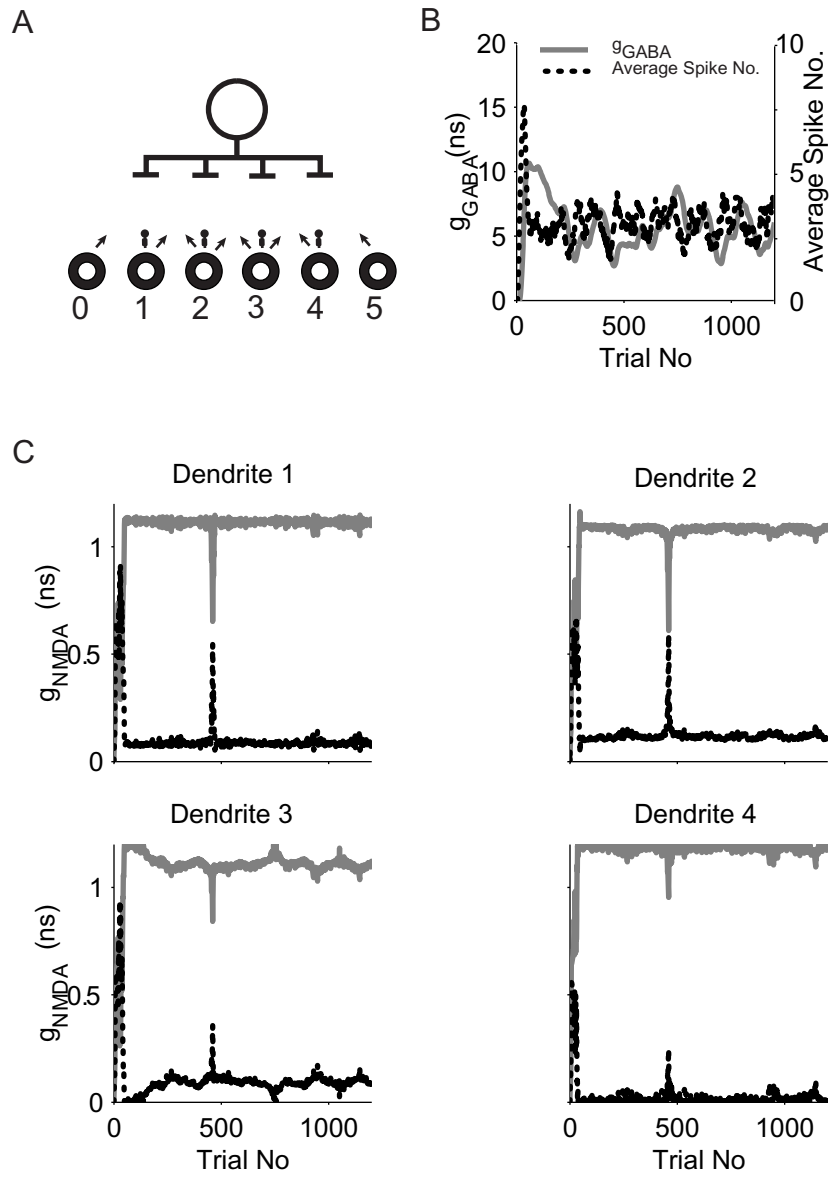 A
0 1 2 3 4 5
B
20
15
10
5
0
gGABA(ns)
gGABA
Average Spike No.
10
5
0
Average Spike No.
0 500 1000
Trial No
C
Dendrite 1
1
0.5
0
gNMDA (ns)
Dendrite 2
Dendrite 3
1
0.5
0
gNMDA (ns)
0 500 1000
Trial No
Dendrite 4
0 500 1000
Trial No